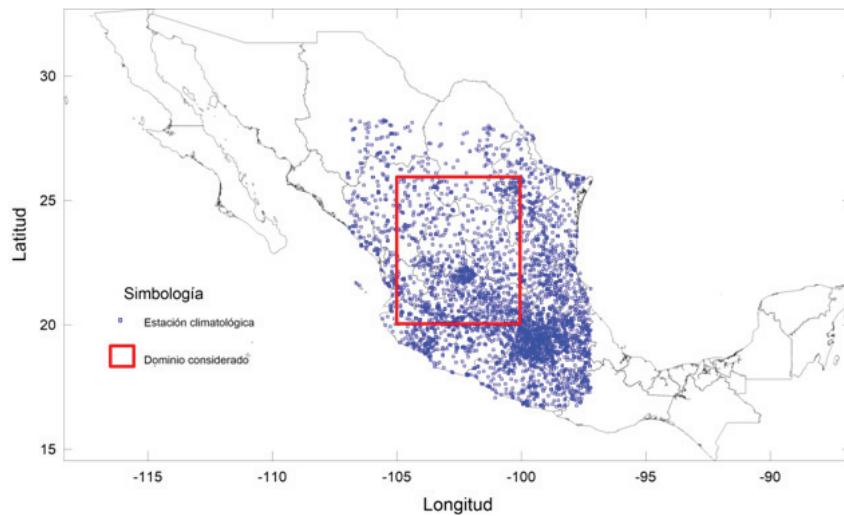 30
25
20
15
Latitud
Simbología
Estación climatológica
Dominio considerado
-115
-110
-105
-100
-95
-90
Longitud